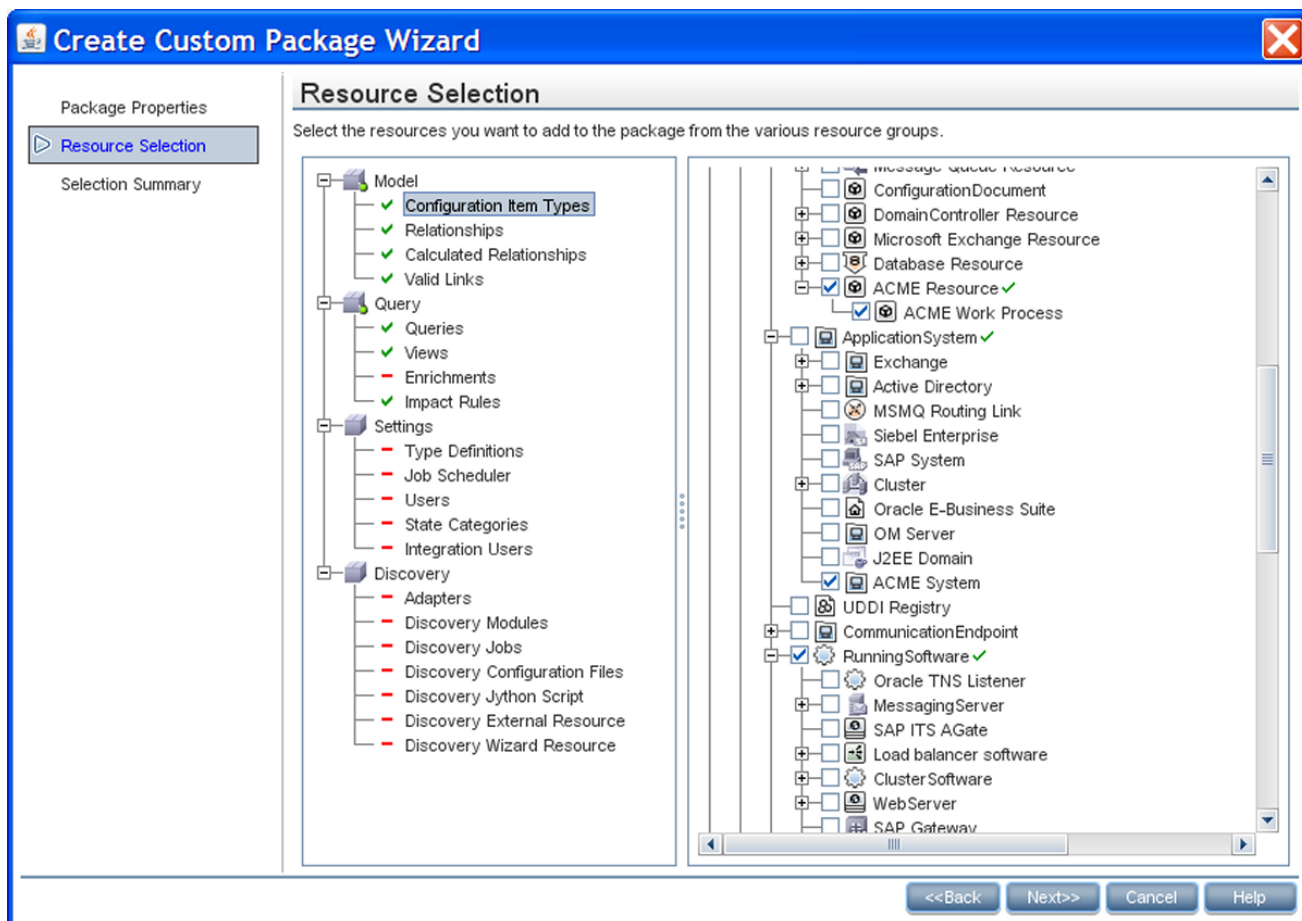 Create Custom Package Wizard
Package Properties
Resource Selection
Selection Summary
Resource Selection
Select the resources you want to add to the package from the various resource groups.
Model
Configuration Item Types
Relationships
Calculated Relationships
Valid Links
Query
Queries
Views
Enrichments
Impact Rules
Settings
Type Definitions
Job Scheduler
Users
State Categories
Integration Users
Discovery
Adapters
Discovery Modules
Discovery Jobs
Discovery Configuration Files
Discovery Jython Script
Discovery External Resource
Discovery Wizard Resource
Message Queue Resource
ConfigurationDocument
DomainController Resource
Microsoft Exchange Resource
Database Resource
ACME Resource
ACME Work Process
ApplicationSystem
Exchange
Active Directory
MSMQ Routing Link
Siebel Enterprise
SAP System
Cluster
Oracle E-Business Suite
OM Server
J2EE Domain
ACME System
UDDI Registry
CommunicationEndpoint
RunningSoftware
Oracle TNS Listener
MessagingServer
SAP ITS AGate
Load balancer software
ClusterSoftware
WebServer
SAP Gateway
<<Back
Next>>
Cancel
Help